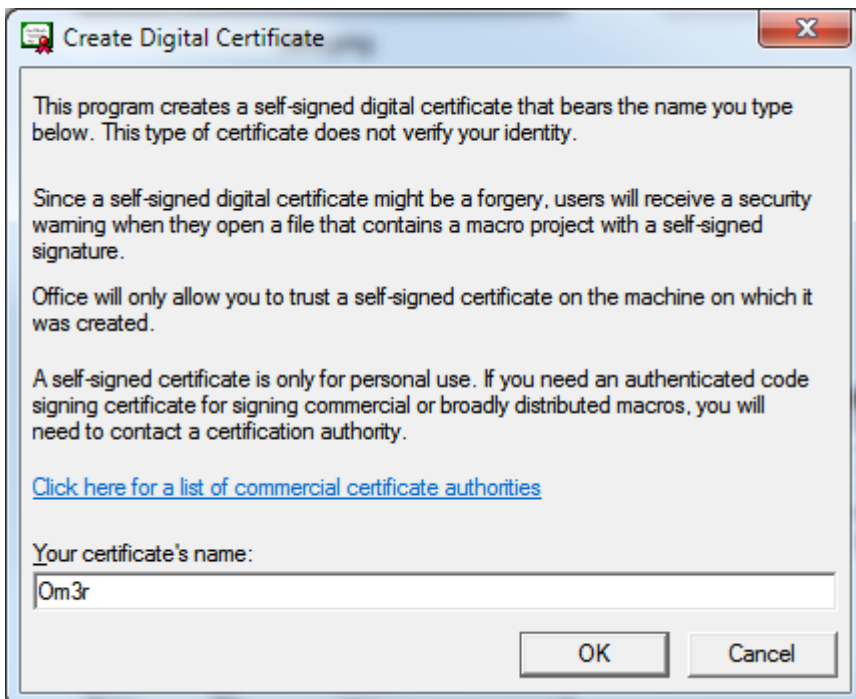 Create Digital Certificate
This program creates a self-signed digital certificate that bears the name you type
below. This type of certificate does not verify your identity.
Since a self-signed digital certificate might be a forgery, users will receive a security
warning when they open a file that contains a macro project with a self-signed
signature.
Office will only allow you to trust a self-signed certificate on the machine on which it
was created.
A self-signed certificate is only for personal use. If you need an authenticated code
signing certificate for signing commercial or broadly distributed macros, you will
need to contact a certification authority.
Click here for a list of commercial certificate authorities
Your certificate's name:
Om3r
OK Cancel